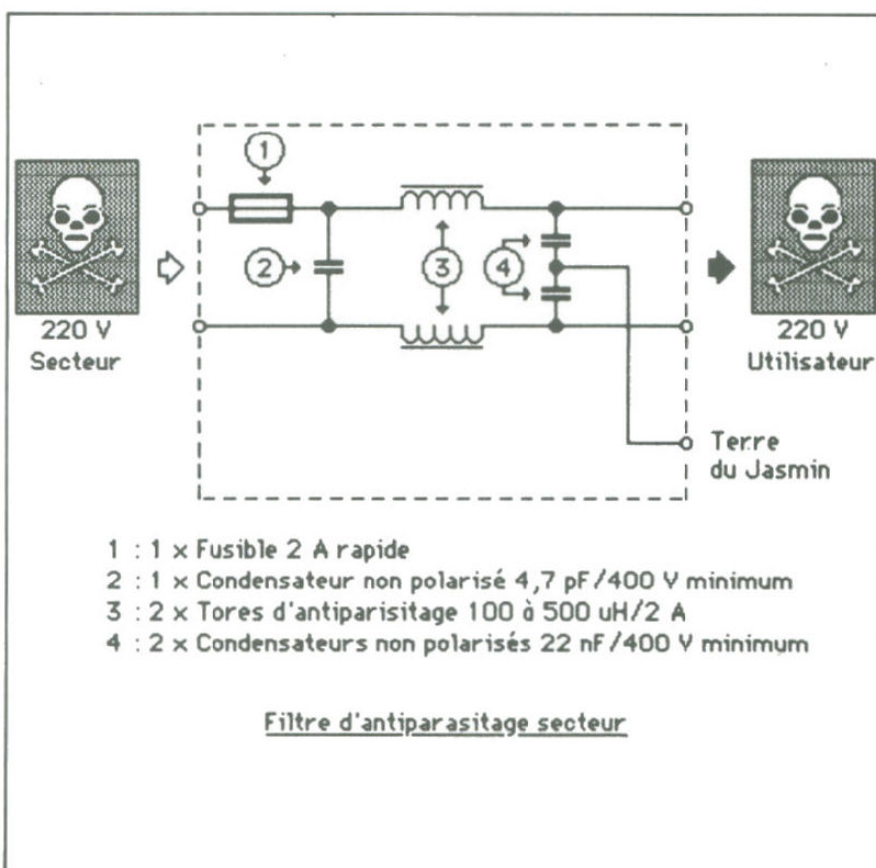 1
2
3
4
220 V
Secteur
220 V
Utilisateur
Terre
du Jasmin
1 : 1 x Fusible 2 A rapide
2 : 1 x Condensateur non polarisé 4,7 pF/400 V minimum
3 : 2 x Tores d'antiparisitage 100 à 500 uH/2 A
4 : 2 x Condensateurs non polarisés 22 nF/400 V minimum
Filtre d'antiparasitage secteur